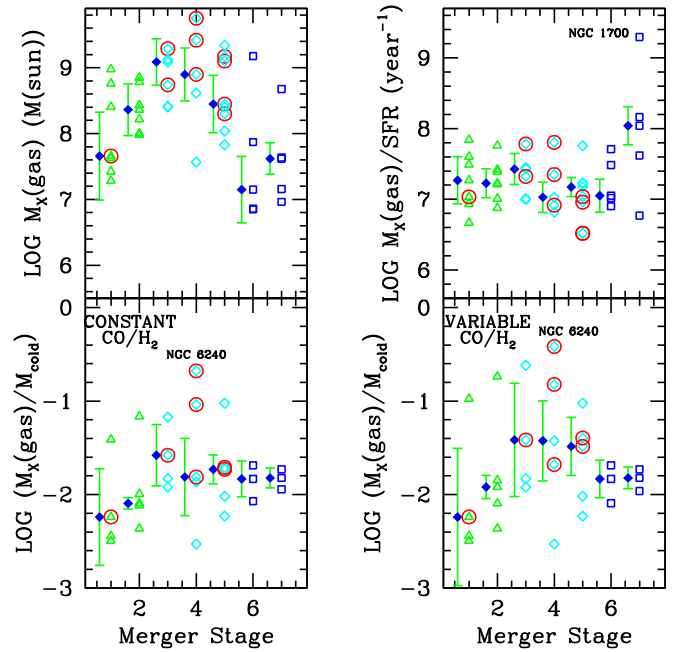 LOG M_X(gas) (M(sun))
9
8
7
6
LOG M_X(gas)/SFR (year⁻¹)
NGC 1700
9
8
7
6
LOG (M_X(gas)/M_cold)
0
-1
-2
-3
CONSTANT
CO/H₂
NGC 6240
2 4 6
Merger Stage
LOG (M_X(gas)/M_cold)
0
-1
-2
-3
VARIABLE
CO/H₂
NGC 6240
2 4 6
Merger Stage